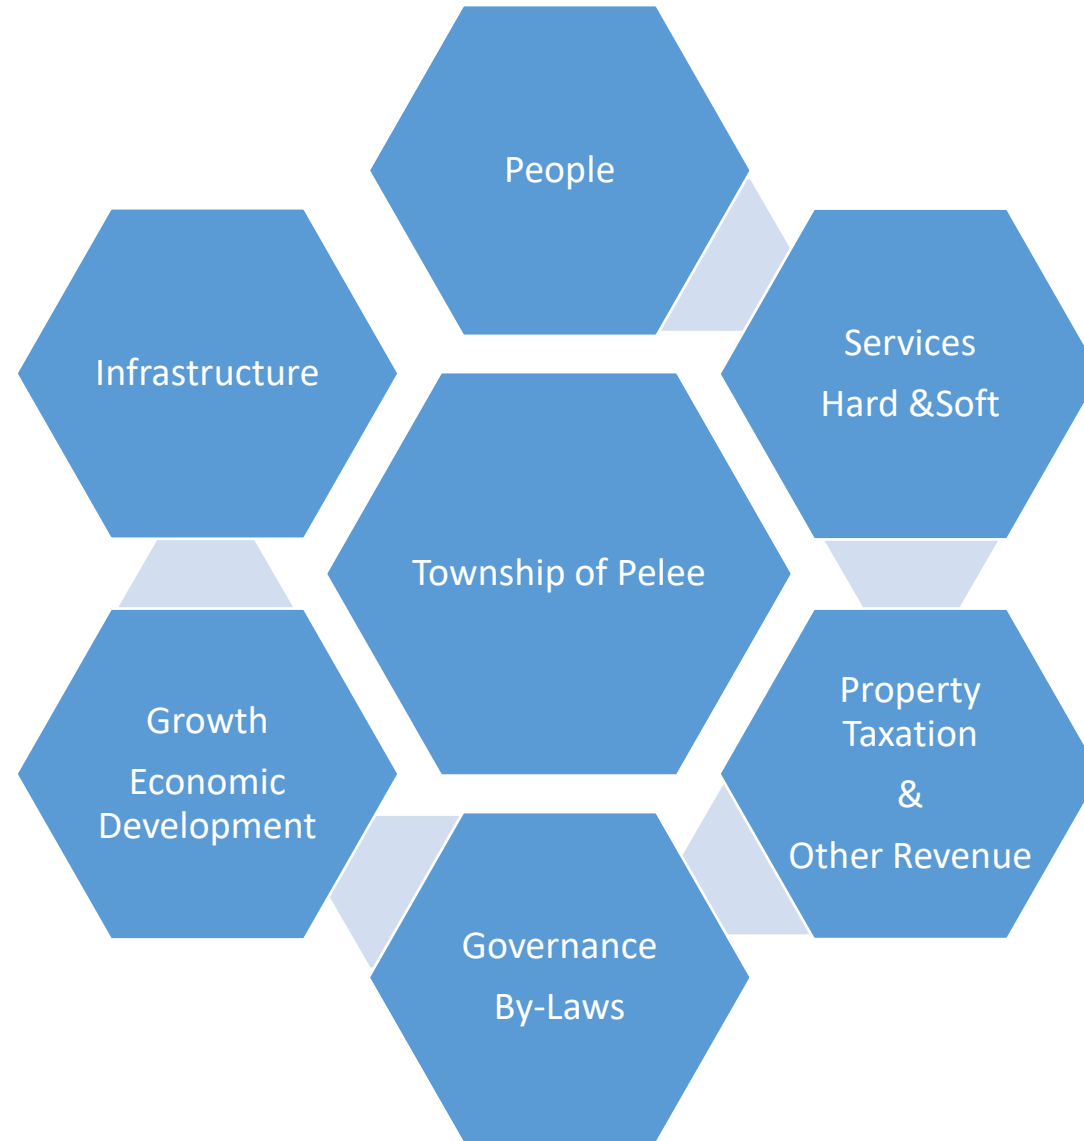 People
Services
Hard &Soft
Infrastructure
Township of Pelee
Property
Taxation
&
Other Revenue
Growth
Economic
Development
Governance
By-Laws